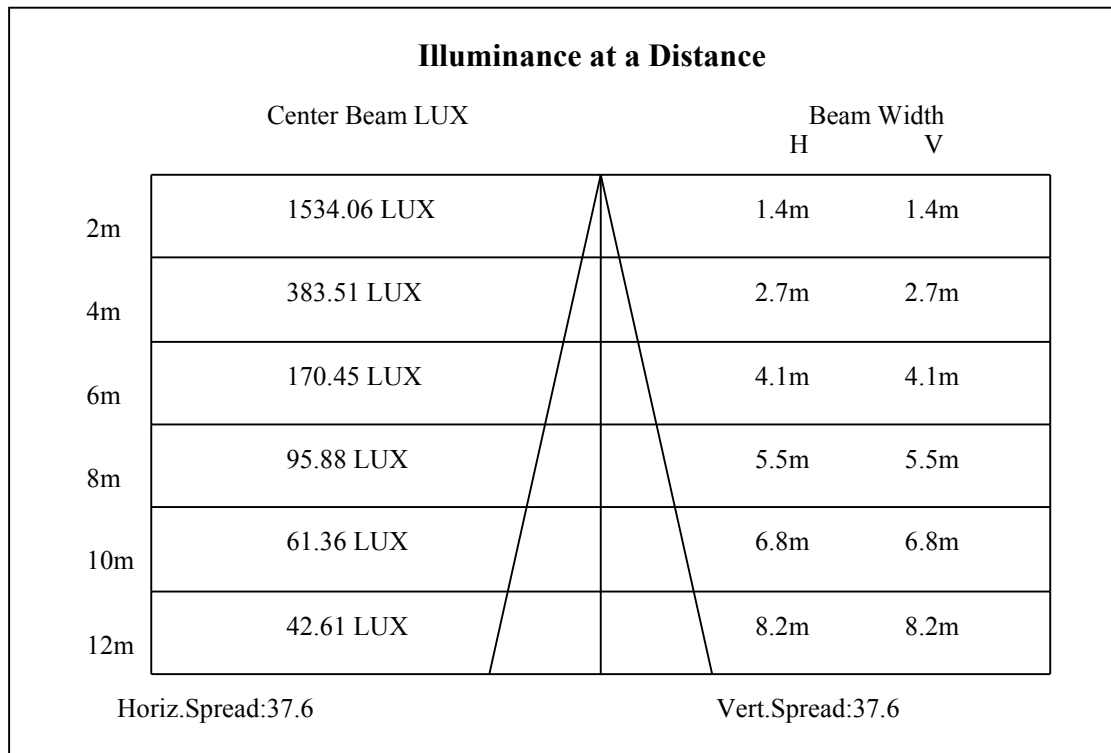 Illuminance at a Distance
Center Beam LUX Beam Width
H V
2m 1534.06 LUX 1.4m 1.4m
4m 383.51 LUX 2.7m 2.7m
6m 170.45 LUX 4.1m 4.1m
8m 95.88 LUX 5.5m 5.5m
10m 61.36 LUX 6.8m 6.8m
12m 42.61 LUX 8.2m 8.2m
Horiz.Spread:37.6 Vert.Spread:37.6